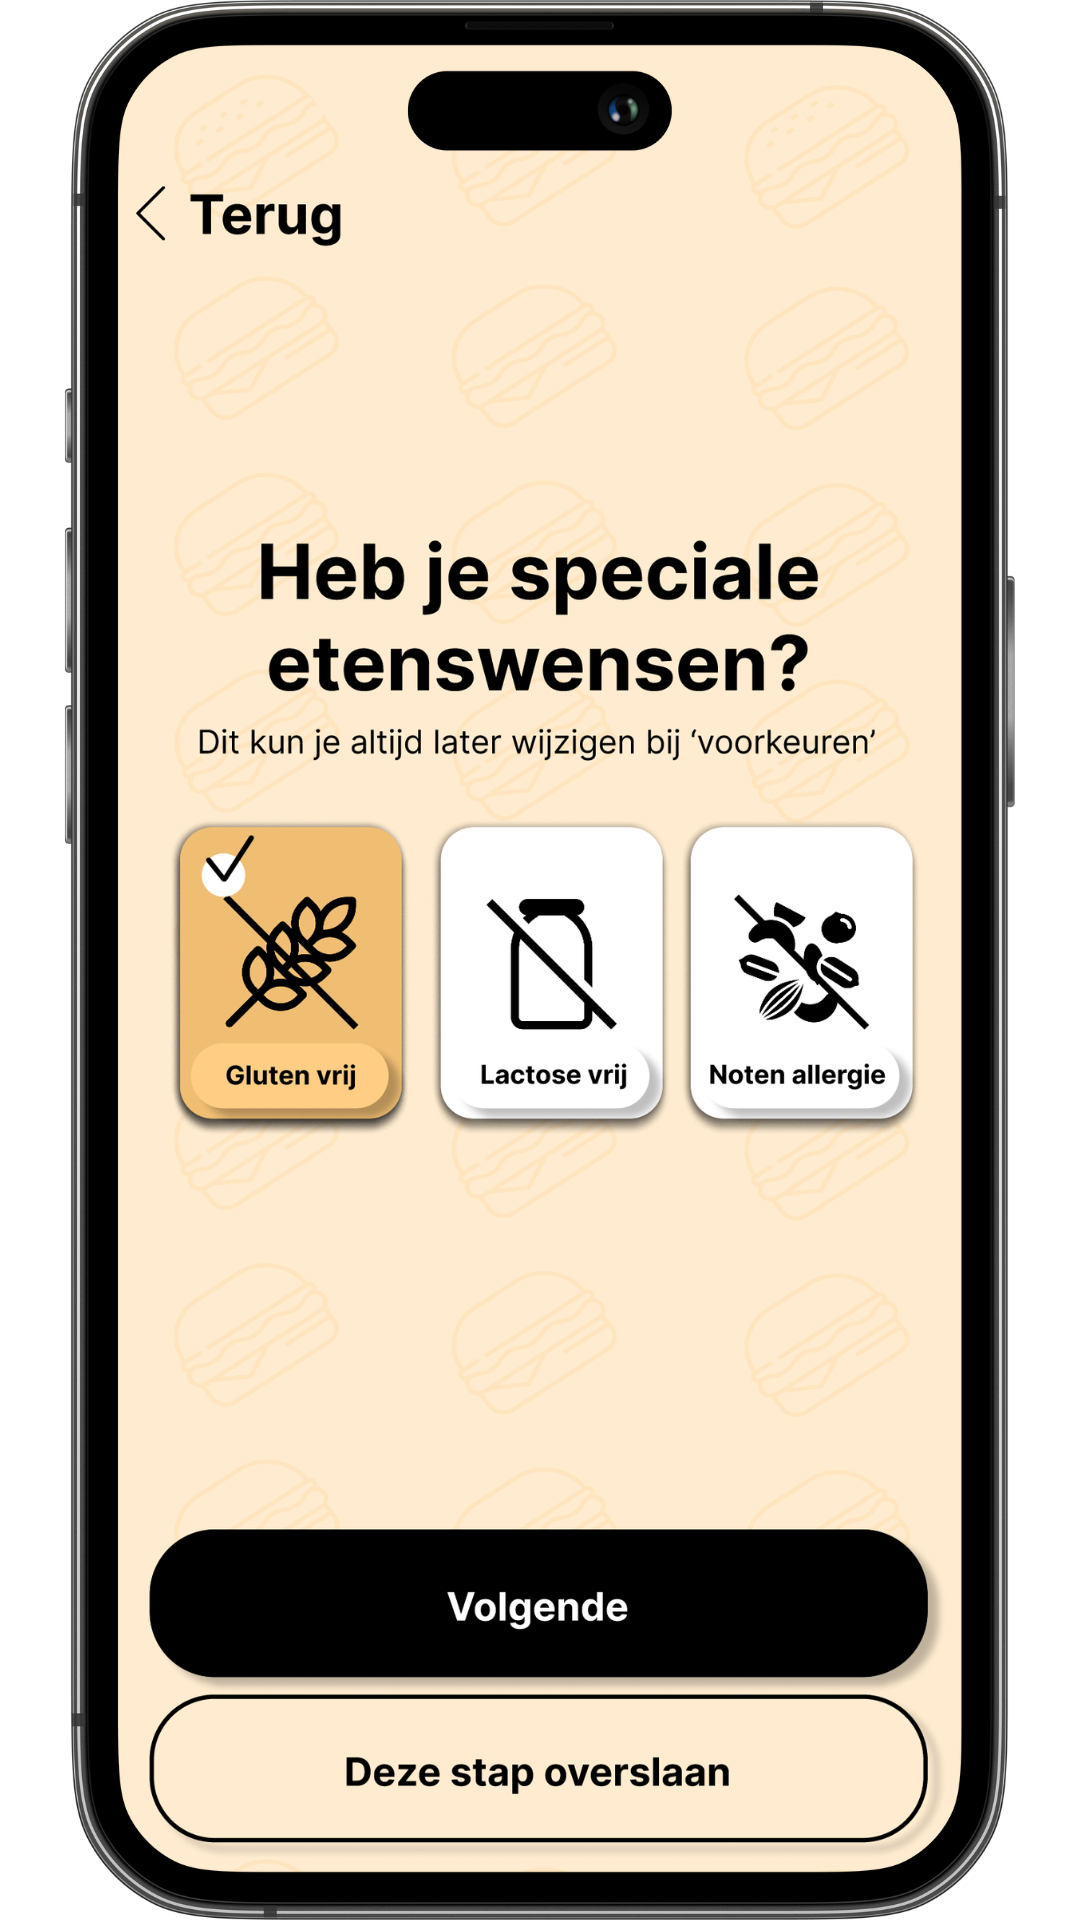 Terug
Heb je speciale
etenswensen?
Dit kun je altijd later wijzigen bij ‘voorkeuren’
Gluten vrij
Lactose vrij
Noten allergie
Volgende
Deze stap overslaan